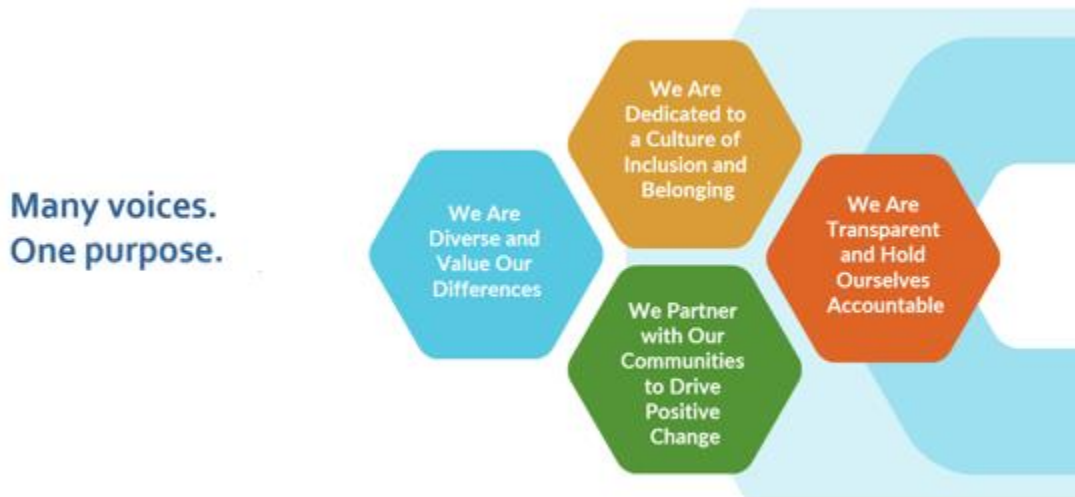 Many voices.
One purpose.
We Are
Diverse and
Value Our
Differences
We Are
Dedicated to
a Culture of
Inclusion and
Belonging
We Partner
with Our
Communities
to Drive
Positive
Change
We Are
Transparent
and Hold
Ourselves
Accountable